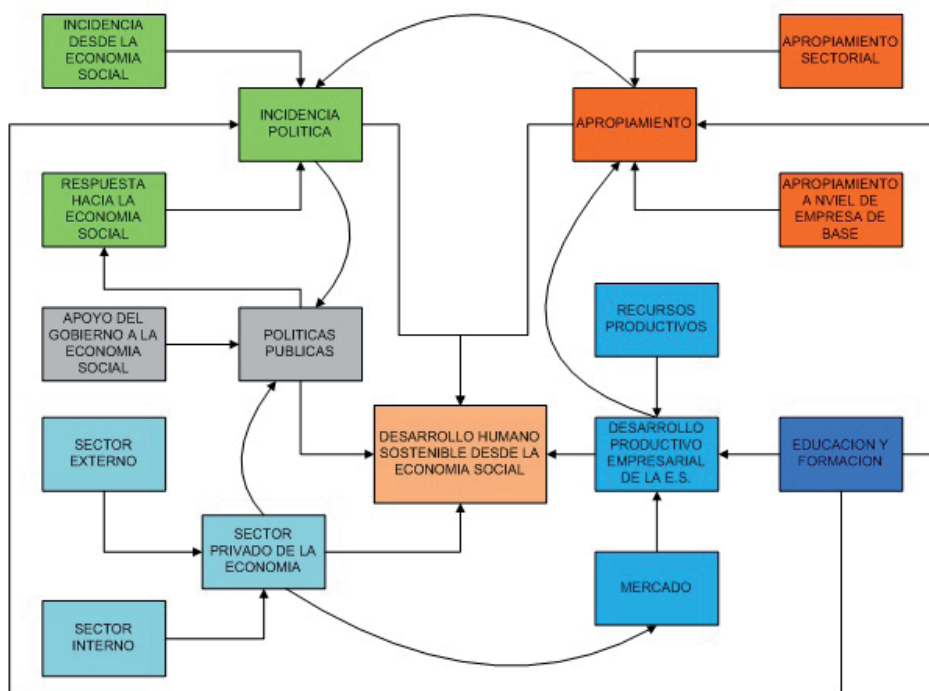 INCIDENCIA
DESDE LA
ECONOMIA
SOCIAL
APROPIAMIENTO
SECTORIAL
INCIDENCIA
POLITICA
APROPIAMIENTO
RESPUESTA
HACIA LA
ECONOMIA
SOCIAL
APROPIAMIENTO
A NVIEL DE
EMPRESA DE
BASE
APOYO DEL
GOBIERNO A LA
ECONOMIA
SOCIAL
POLITICAS
PUBLICAS
RECURSOS
PRODUCTIVOS
SECTOR
EXTERNO
DESARROLLO HUMANO
SOSTENIBLE DESDE LA
ECONOMIA SOCIAL
DESARROLLO
PRODUCTIVO
EMPRESARIAL
DE LA E.S.
EDUCACION Y
FORMACION
SECTOR
PRIVADO DE LA
ECONOMIA
MERCADO
SECTOR
INTERNO